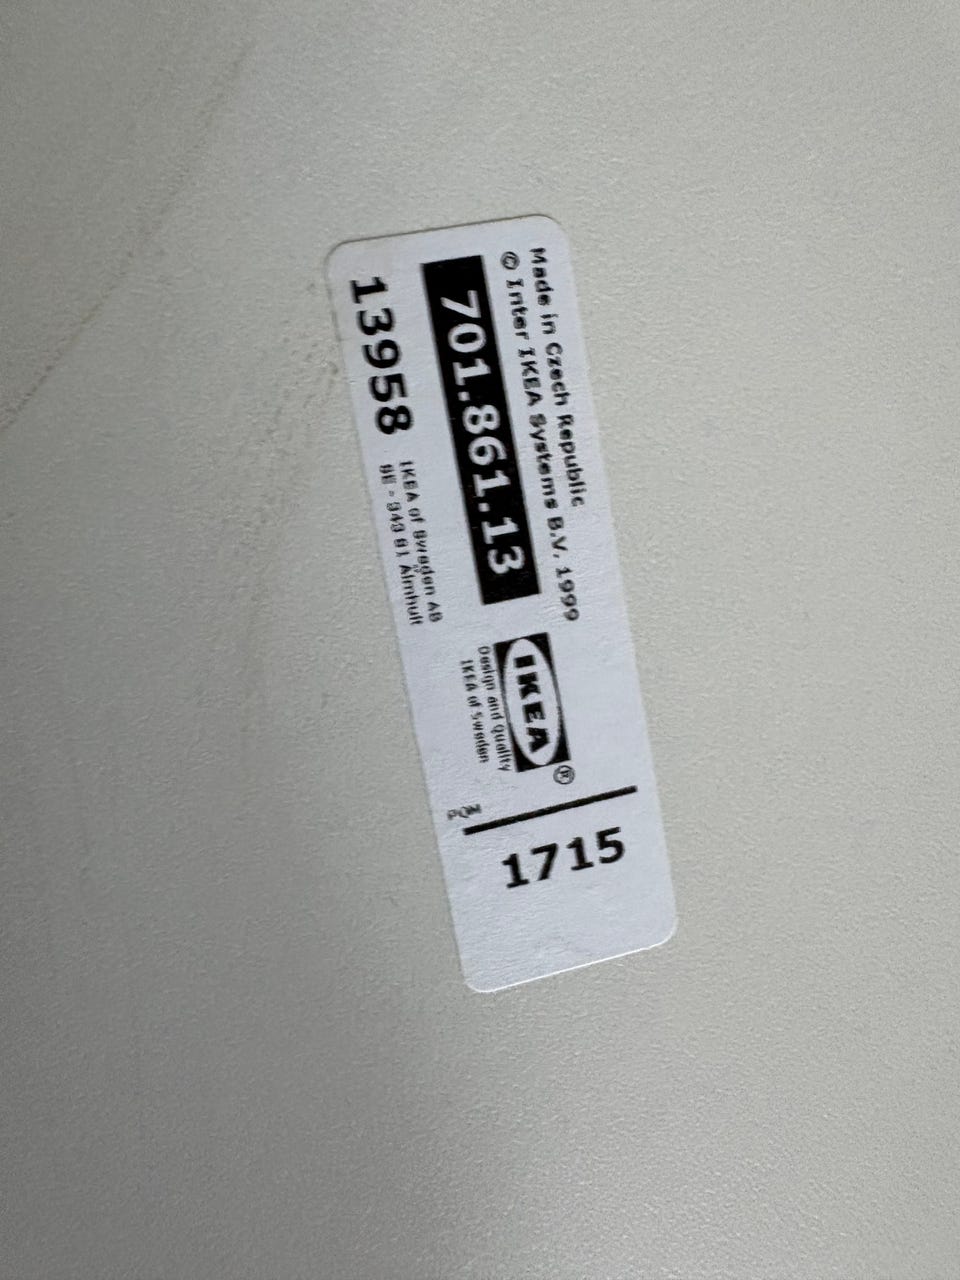 Made in Czech Republic
© Inter IKEA Systems B.V. 1999
701.861.13
13958
IKEA of Sweden AB
SE - 343 81 Älmhult
IKEA®
Design and Quality
IKEA of Sweden
PQM
1715